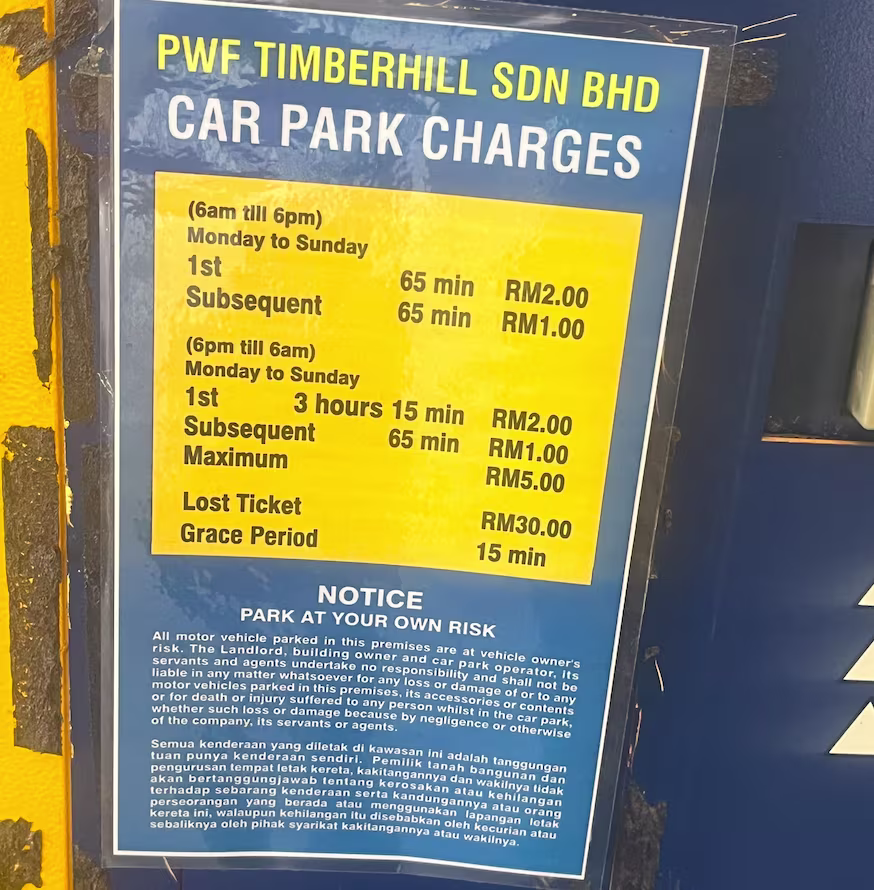 PWF TIMBERHILL SDN BHD
CAR PARK CHARGES
(6am till 6pm)
Monday to Sunday
1st 65 min RM2.00
Subsequent 65 min RM1.00
(6pm till 6am)
Monday to Sunday
1st 3 hours 15 min RM2.00
Subsequent 65 min RM1.00
Maximum RM5.00
Lost Ticket RM30.00
Grace Period 15 min
NOTICE
PARK AT YOUR OWN RISK
All motor vehicle parked in this premises are at vehicle owner's
risk. The Landlord, building owner and car park operator, its
servants and agents undertake no responsibility and shall not be
liable in any matter whatsoever for any loss or damage of or to any
motor vehicles parked in this premises, its accessories or contents
or for death or injury suffered to any person whilst in the car park,
whether such loss or damage because by negligence or otherwise
of the company, its servants or agents.
Semua kenderaan yang diletak di kawasan ini adalah tanggungan
tuan punya kenderaan sendiri. Pemilik tanah bangunan dan
pengurusan tempat letak kereta, kakitangannya dan wakilnya tidak
akan bertanggungjawab tentang kerosakan atau kehilangan
terhadap sebarang kenderaan serta kandungannya atau orang
perseorangan yang berada atau menggunakan lapangan letak
kereta ini, walaupun kehilangan itu disebabkan oleh kecurian atau
sebaliknya oleh pihak syarikat kakitangannya atau wakilnya.